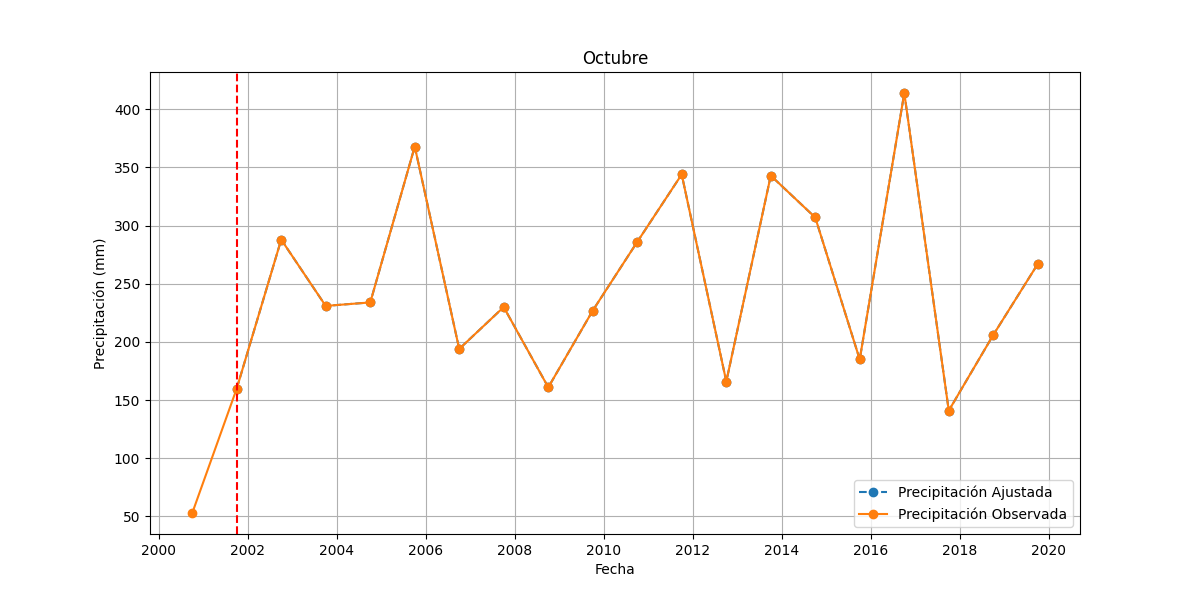 Octubre
Precipitación (mm)
400
350
300
250
200
150
100
50
Precipitación Ajustada
Precipitación Observada
2000 2002 2004 2006 2008 2010 2012 2014 2016 2018 2020
Fecha